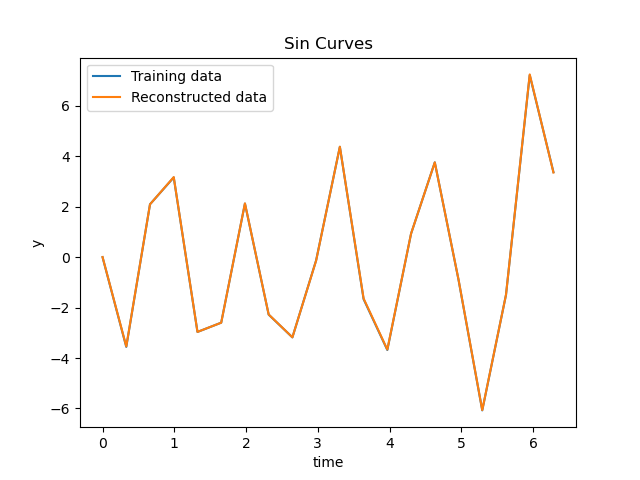 Sin Curves
Training data
Reconstructed data
6
4
2
0
−2
−4
−6
y
0 1 2 3 4 5 6
time